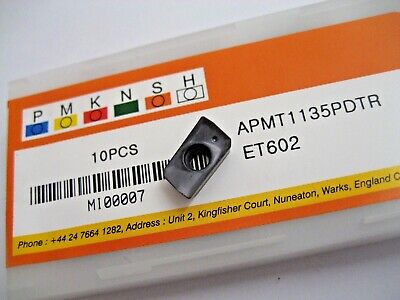 P M K N S H
10PCS
APMT1135PDTR
ET602
MI00007
Phone : +44 24 7664 1282, Address : Unit 2, Kingfisher Court, Nuneaton, Warks, England C